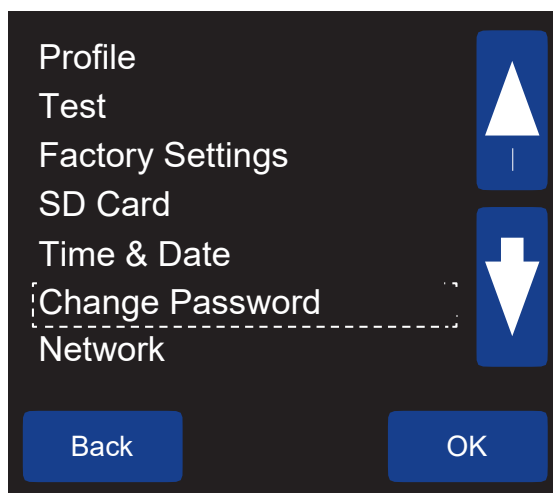 Profile
Test
Factory Settings
SD Card
Time & Date
Change Password
Network
Back
OK